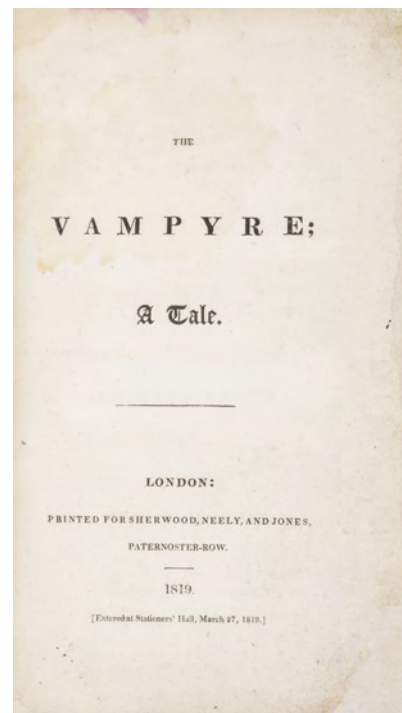 THE
VAMPYRE;
A Tale.
LONDON:
PRINTED FOR SHERWOOD, NEELY, AND JONES,
PATERNOSTER-ROW.
1819.
[Entered at Stationers' Hall, March 27, 1819.]